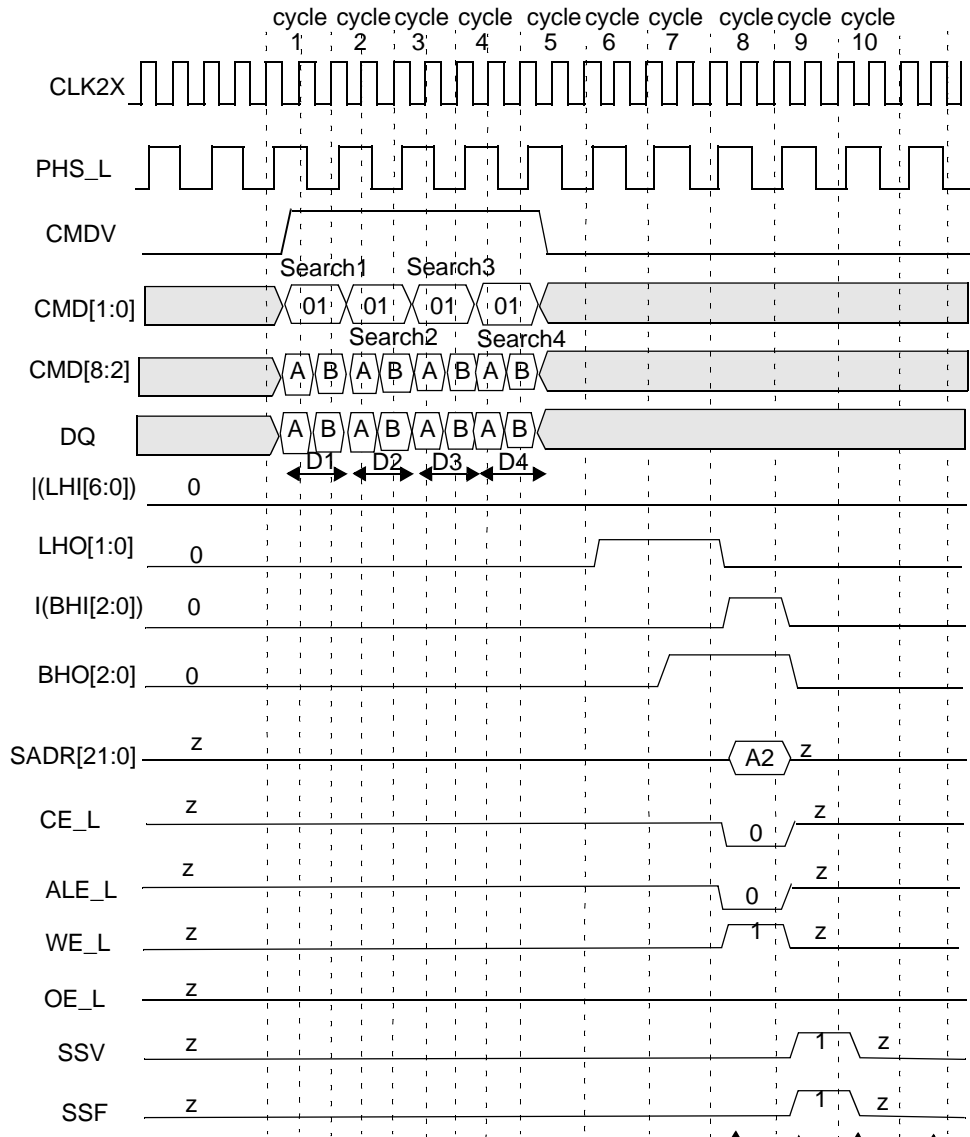 cycle cycle cycle cycle cycle cycle cycle cycle cycle cycle
1 2 3 4 5 6 7 8 9 10
CLK2X
PHS_L
CMDV
Search1 Search3
CMD[1:0] 01 01 01 01
Search2 Search4
CMD[8:2] A B A B A B A B
DQ A B A B A B A B
D1 D2 D3 D4
|(LHI[6:0]) 0
LHO[1:0] 0
I(BHI[2:0]) 0
BHO[2:0] 0
SADR[21:0] z A2 z
CE_L z 0 z
ALE_L z 0 z
WE_L z 1 z
OE_L z
SSV z 1 z
SSF z 1 z